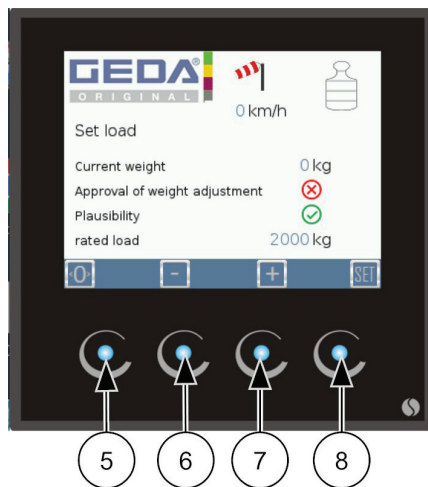 GEDA®
ORIGINAL
0 km/h
Set load
Current weight 0 kg
Approval of weight adjustment
Plausibility
rated load 2000 kg
‹0› - + SET
5 6 7 8